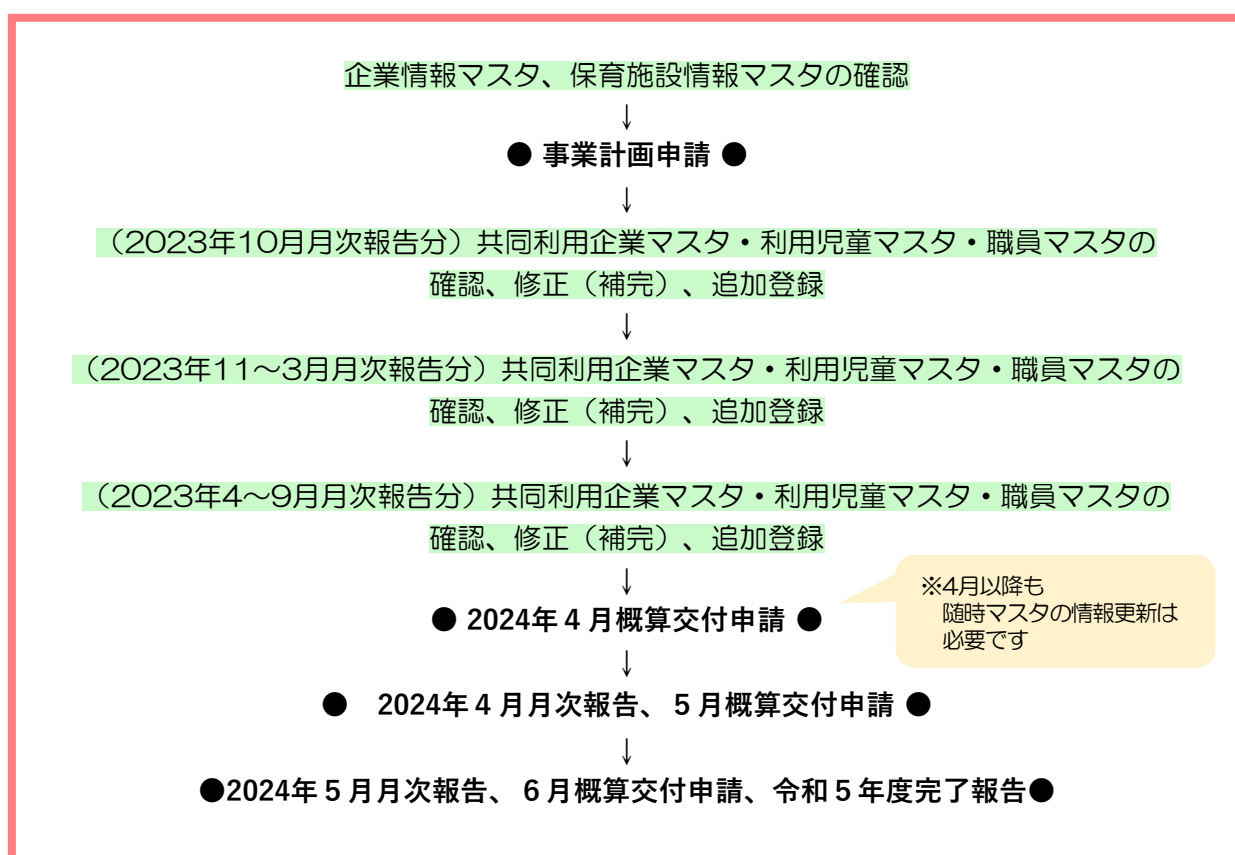 企業情報マスタ、保育施設情報マスタの確認
↓
● 事業計画申請 ●
↓
（2023年10月月次報告分）共同利用企業マスタ・利用児童マスタ・職員マスタの
確認、修正（補完）、追加登録
↓
（2023年11～3月月次報告分）共同利用企業マスタ・利用児童マスタ・職員マスタの
確認、修正（補完）、追加登録
↓
（2023年4～9月月次報告分）共同利用企業マスタ・利用児童マスタ・職員マスタの
確認、修正（補完）、追加登録
↓
● 2024年４月概算交付申請 ●
※4月以降も
随時マスタの情報更新は
必要です
↓
●　2024年４月月次報告、５月概算交付申請 ●
↓
●2024年５月月次報告、６月概算交付申請、令和５年度完了報告●